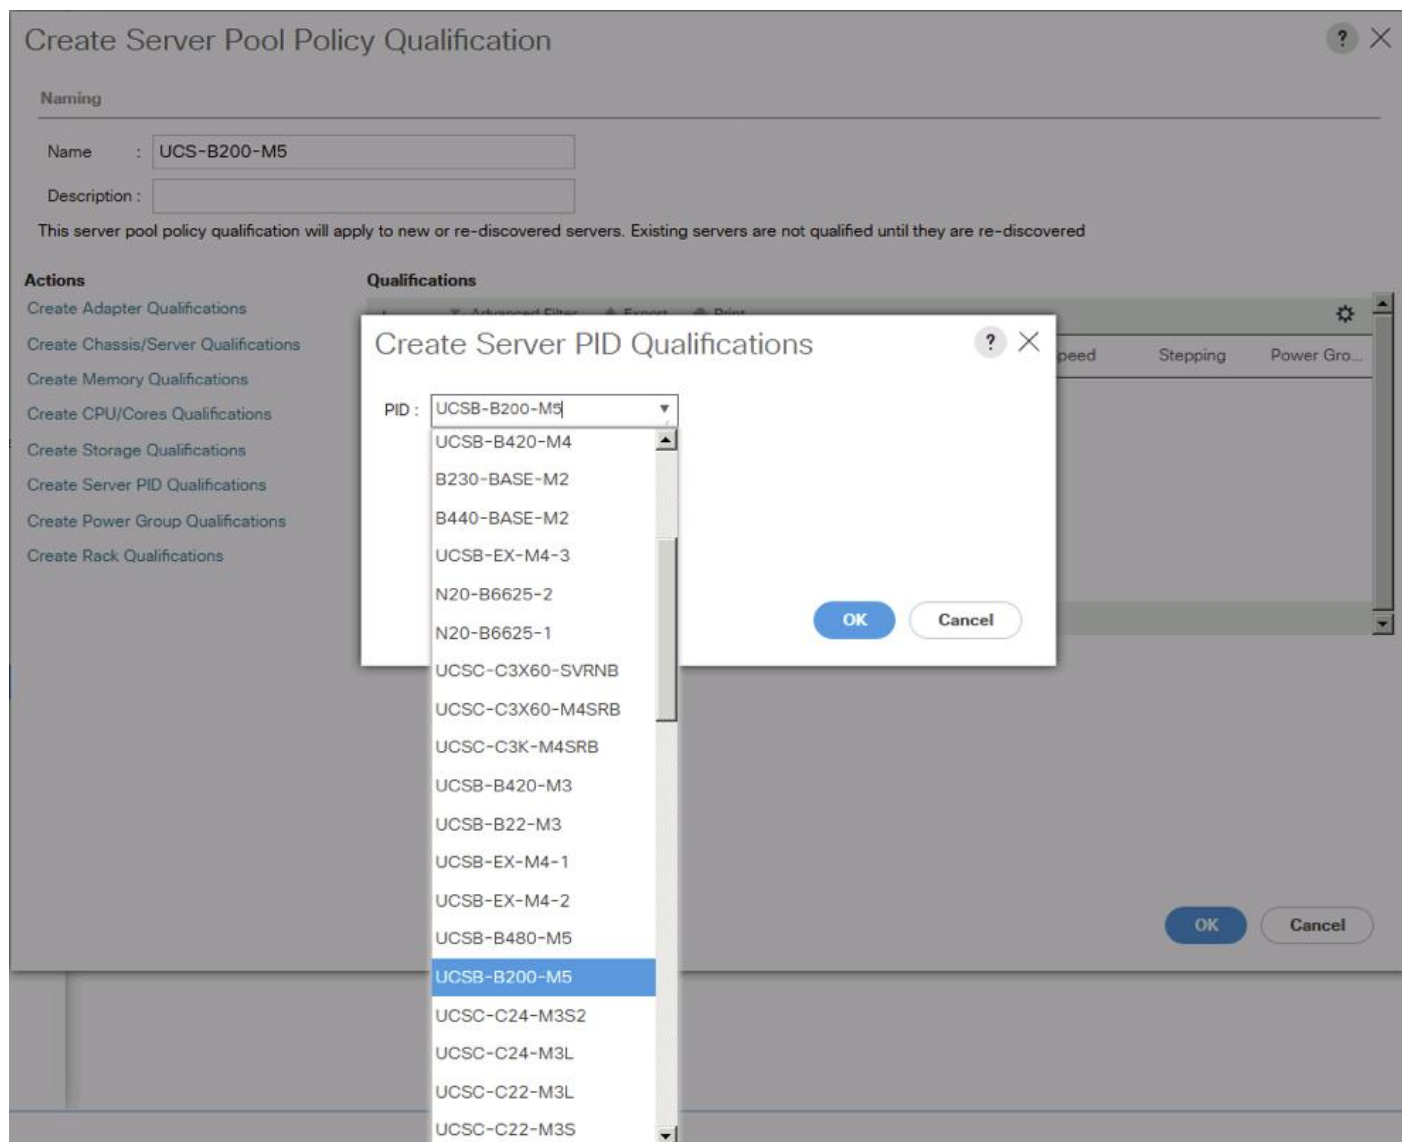 Create Server Pool Policy Qualification
?
Naming
Name : UCS-B200-M5
Description :
This server pool policy qualification will apply to new or re-discovered servers. Existing servers are not qualified until they are re-discovered
Actions
Create Adapter Qualifications
Create Chassis/Server Qualifications
Create Memory Qualifications
Create CPU/Cores Qualifications
Create Storage Qualifications
Create Server PID Qualifications
Create Power Group Qualifications
Create Rack Qualifications
Qualifications
Advanced Filter Export Print
peed Stepping Power Gro...
Create Server PID Qualifications
?
PID : UCSB-B200-M5
UCSB-B420-M4
B230-BASE-M2
B440-BASE-M2
UCSB-EX-M4-3
N20-B6625-2
N20-B6625-1
UCSC-C3X60-SVRNB
UCSC-C3X60-M4SRB
UCSC-C3K-M4SRB
UCSB-B420-M3
UCSB-B22-M3
UCSB-EX-M4-1
UCSB-EX-M4-2
UCSB-B480-M5
UCSB-B200-M5
UCSC-C24-M3S2
UCSC-C24-M3L
UCSC-C22-M3L
UCSC-C22-M3S
OK Cancel
OK Cancel